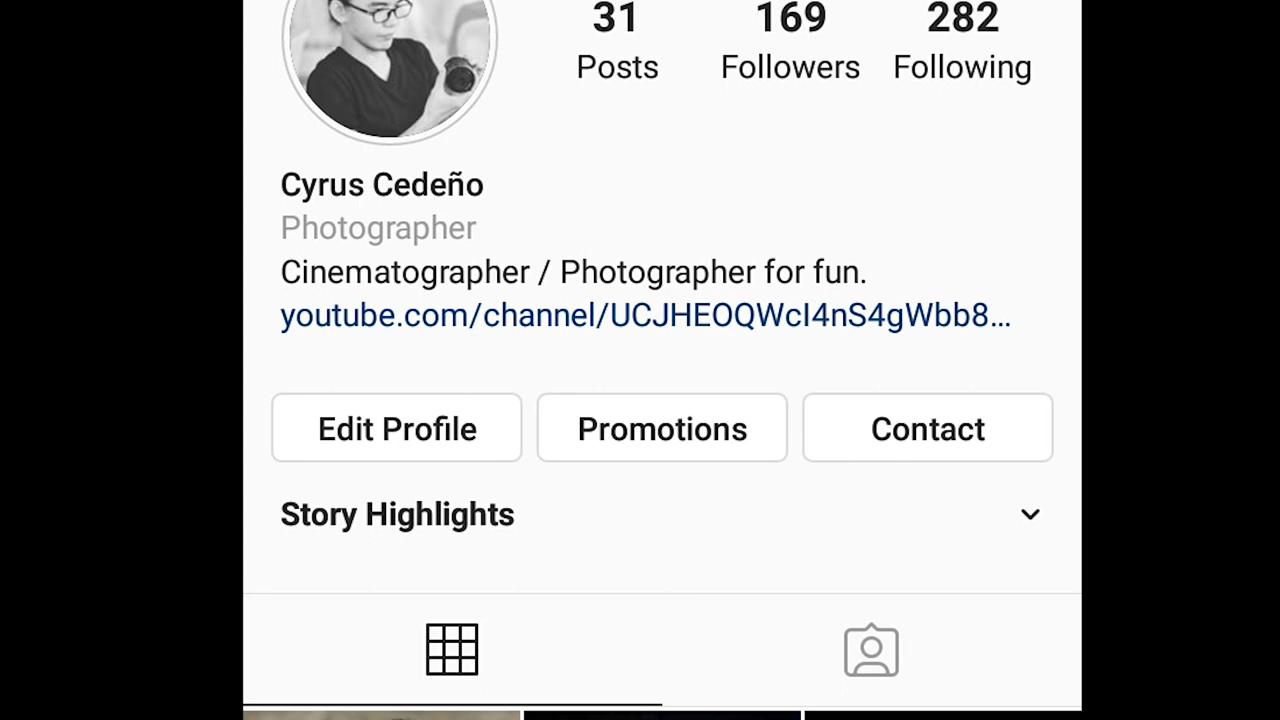 31 169 282
Posts Followers Following
Cyrus Cedeño
Photographer
Cinematographer / Photographer for fun.
youtube.com/channel/UCJHEOQWcI4nS4gWbb8...
Edit Profile Promotions Contact
Story Highlights